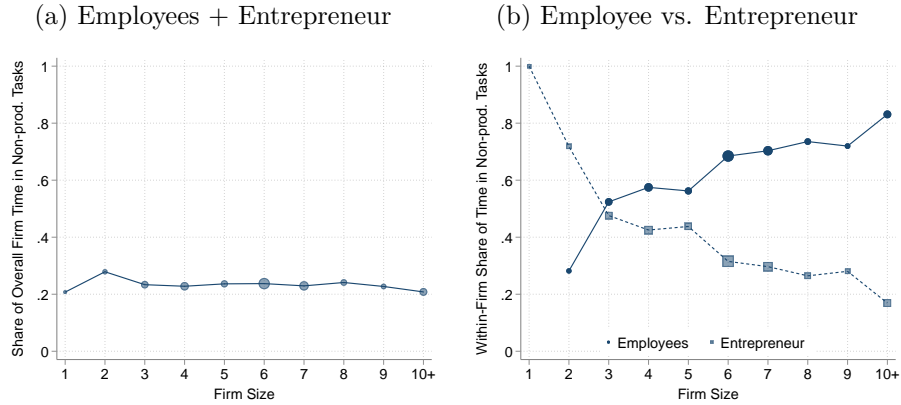 (a) Employees + Entrepreneur
Share of Overall Firm Time in Non-prod. Tasks
1
.8
.6
.4
.2
0
1 2 3 4 5 6 7 8 9 10+
Firm Size
(b) Employee vs. Entrepreneur
Within-Firm Share of Time in Non-prod. Tasks
1
.8
.6
.4
.2
0
Employees Entrepreneur
1 2 3 4 5 6 7 8 9 10+
Firm Size